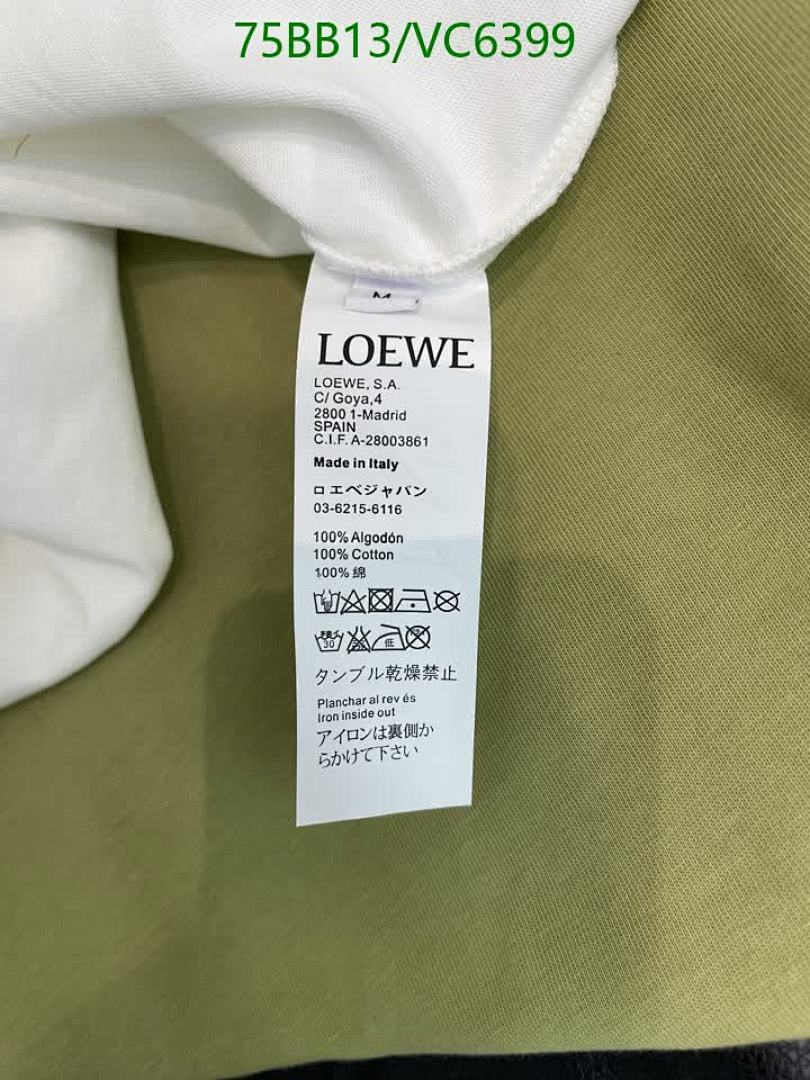 75BB13/VC6399
M
LOEWE
LOEWE, S.A.
C/ Goya,4
2800 1-Madrid
SPAIN
C.I.F. A-28003861
Made in Italy
ロエベジャパン
03-6215-6116
100% Algodón
100% Cotton
100% 綿
30
低
タンブル乾燥禁止
Planchar al rev és
Iron inside out
アイロンは裏側か
らかけて下さい